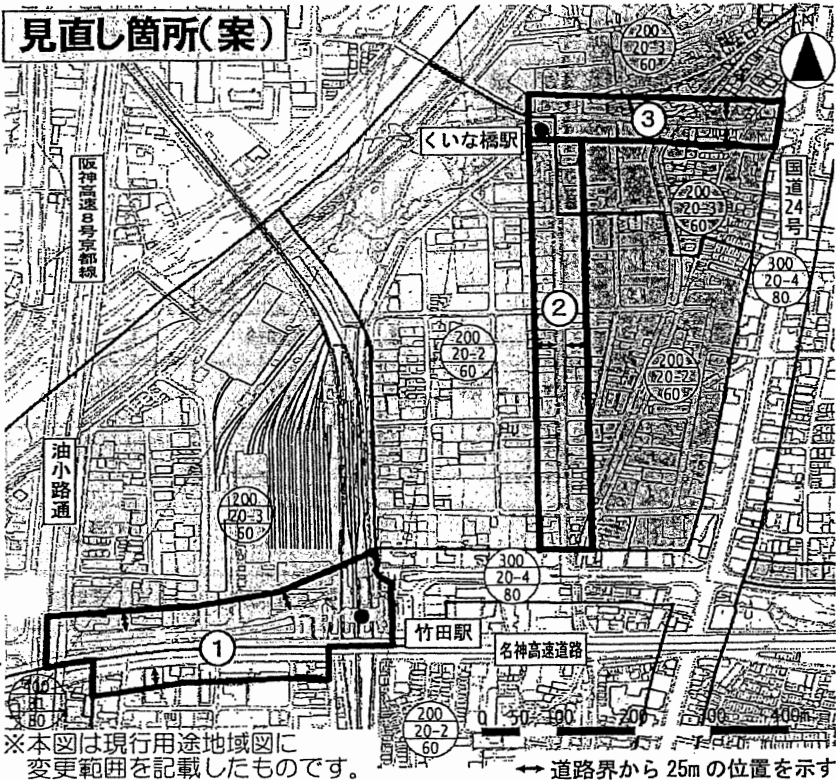 見直し箇所(案)
200
20-3
60
③
くいな橋駅
阪神高速8号京都線
国道24号
200
20-3
60
300
20-4
80
②
200
20-2
60
200
20-2
60
油小路通
200
20-3
60
300
20-4
80
①
竹田駅
名神高速道路
80
200
20-2
60
0 50 100 200 300 400m
※本図は現行用途地域図に
変更範囲を記載したものです。
↔ 道路界から25mの位置を示す